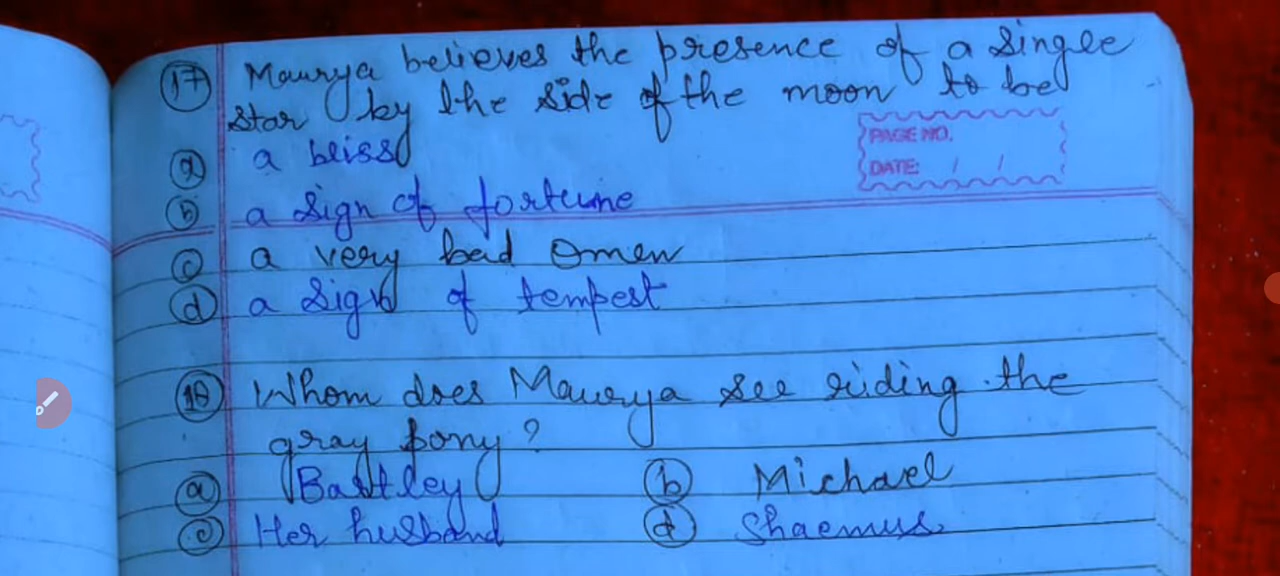 17 Maurya believes the presence of a single
star by the side of the moon to be
PAGE NO.
DATE: / /
a a bliss
b a sign of fortune
c a very bad omen
d a sign of tempest
18 Whom does Maurya see riding the
gray pony?
a Bartley b Michael
c Her husband d Shaemus